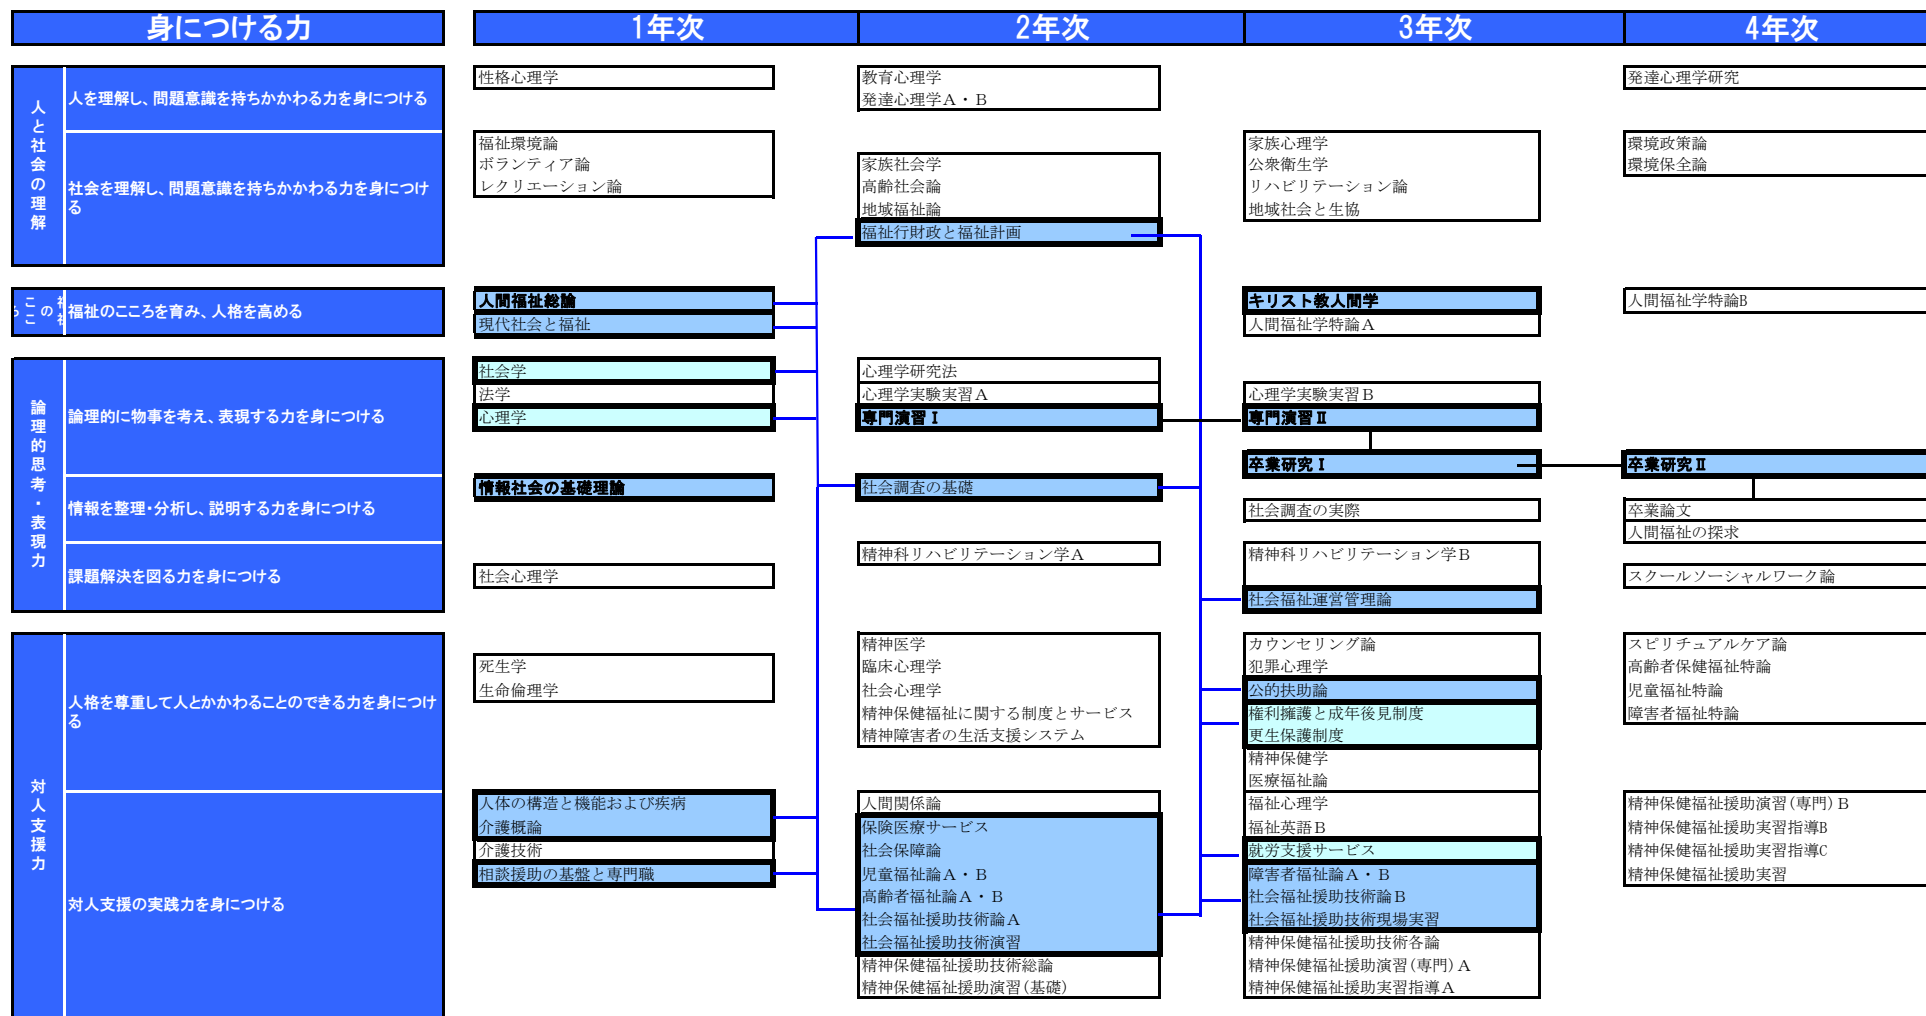 身につける力
1年次
2年次
3年次
4年次
人と社会の理解
人を理解し、問題意識を持ちかかわる力を身につける
性格心理学
教育心理学
発達心理学A・B
発達心理学研究
社会を理解し、問題意識を持ちかかわる力を身につけ
る
福祉環境論
ボランティア論
レクリエーション論
家族社会学
高齢社会論
地域福祉論
福祉行財政と福祉計画
家族心理学
公衆衛生学
リハビリテーション論
地域社会と生協
環境政策論
環境保全論
福祉のこころを育み、人格を高める
人間福祉総論
現代社会と福祉
キリスト教人間学
人間福祉学特論A
人間福祉学特論B
論理的思考・表現力
論理的に物事を考え、表現する力を身につける
社会学
法学
心理学
心理学研究法
心理学実験実習A
専門演習Ⅰ
心理学実験実習B
専門演習Ⅱ
卒業研究Ⅰ
卒業研究Ⅱ
情報を整理・分析し、説明する力を身につける
情報社会の基礎理論
社会調査の基礎
社会調査の実際
卒業論文
人間福祉の探求
課題解決を図る力を身につける
社会心理学
精神科リハビリテーション学A
精神科リハビリテーション学B
社会福祉運営管理論
スクールソーシャルワーク論
対人支援力
人格を尊重して人とかかわることのできる力を身につけ
る
死生学
生命倫理学
精神医学
臨床心理学
社会心理学
精神保健福祉に関する制度とサービス
精神障害者の生活支援システム
カウンセリング論
犯罪心理学
公的扶助論
権利擁護と成年後見制度
更生保護制度
精神保健学
医療福祉論
スピリチュアルケア論
高齢者保健福祉特論
児童福祉特論
障害者福祉特論
対人支援の実践力を身につける
人体の構造と機能および疾病
介護概論
介護技術
相談援助の基盤と専門職
人間関係論
保険医療サービス
社会保障論
児童福祉論A・B
高齢者福祉論A・B
社会福祉援助技術論A
社会福祉援助技術演習
精神保健福祉援助技術総論
精神保健福祉援助演習(基礎)
福祉心理学
福祉英語B
就労支援サービス
障害者福祉論A・B
社会福祉援助技術論B
社会福祉援助技術現場実習
精神保健福祉援助技術各論
精神保健福祉援助演習(専門)A
精神保健福祉援助実習指導A
精神保健福祉援助演習(専門)B
精神保健福祉援助実習指導B
精神保健福祉援助実習指導C
精神保健福祉援助実習